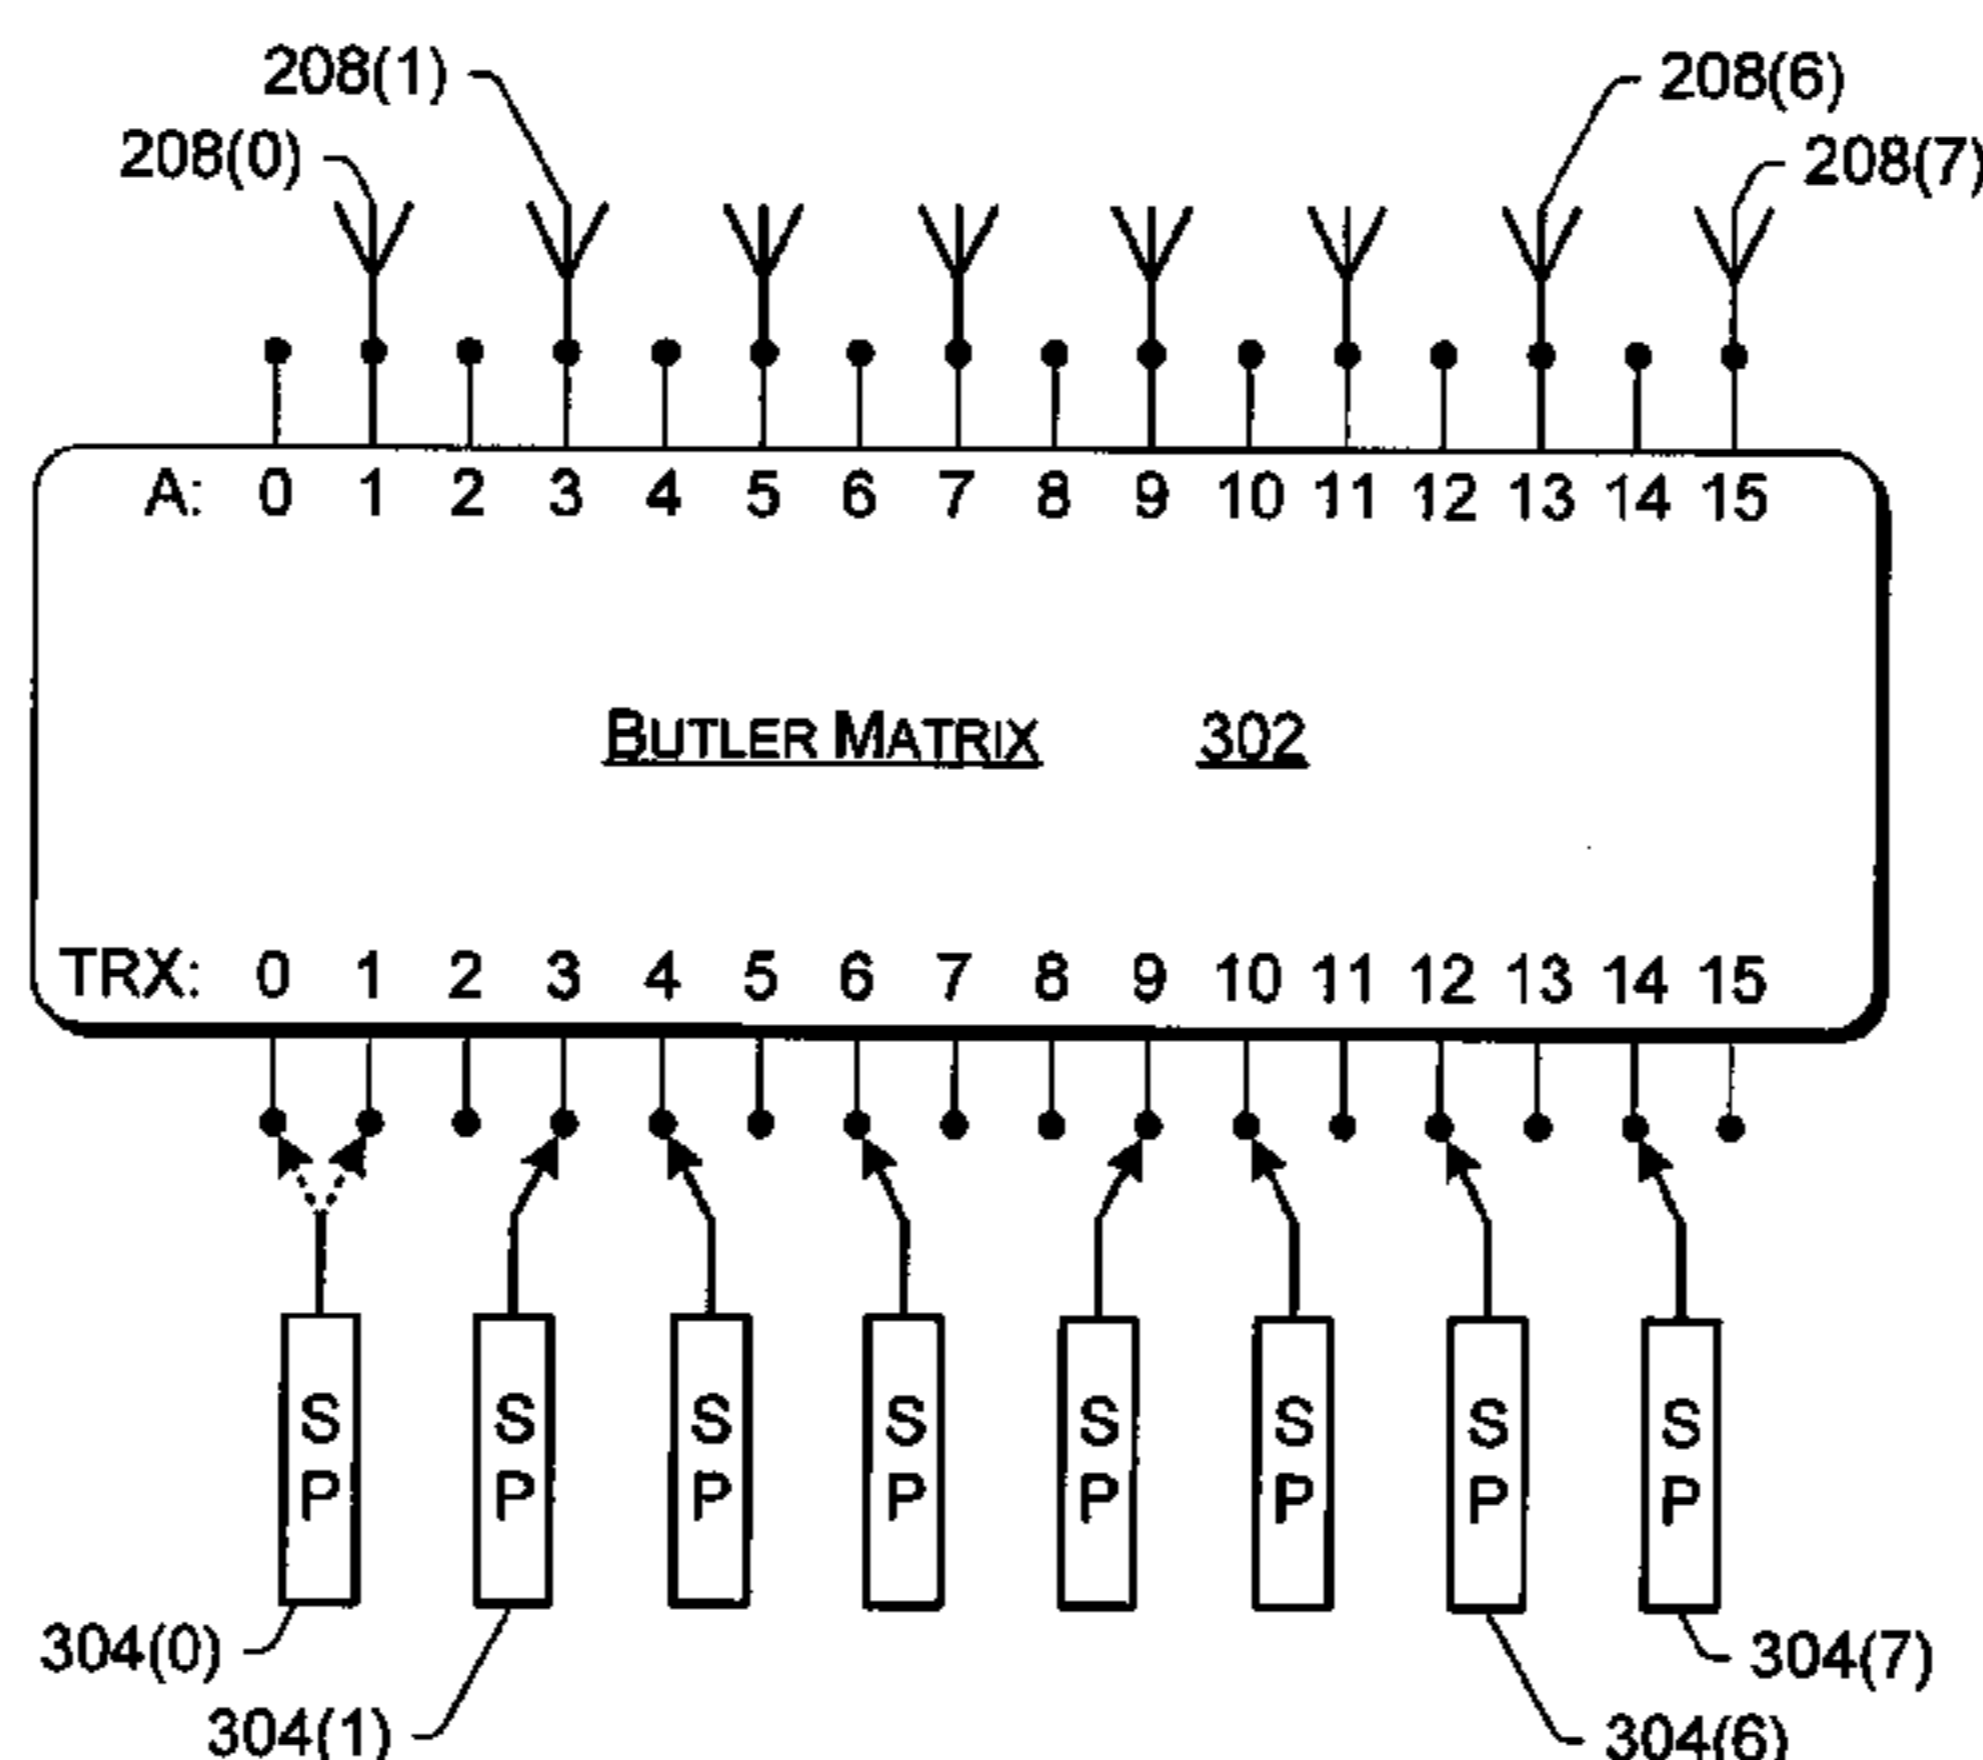 208(1)
208(6)
208(0)
208(7)
A: 0 1 2 3 4 5 6 7 8 9 10 11 12 13 14 15
BUTLER MATRIX 302
TRX: 0 1 2 3 4 5 6 7 8 9 10 11 12 13 14 15
S S S S S S S S
P P P P P P P P
304(0)
304(7)
304(1)
304(6)